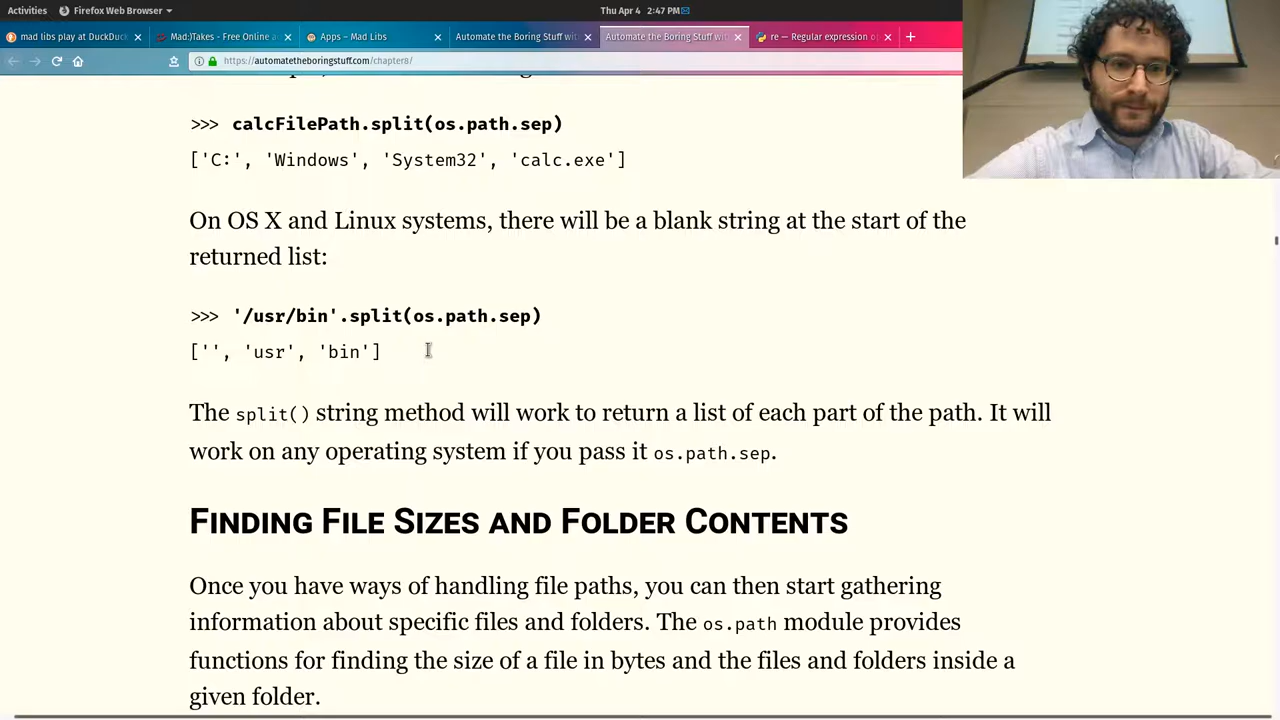 Activities
Firefox Web Browser
Thu Apr 4 2:47 PM
mad libs play at DuckDuc
Mad:)Takes - Free Online a
Apps – Mad Libs
Automate the Boring Stuff wit
Automate the Boring Stuff wit
re — Regular expression o
https://automatetheboringstuff.com/chapter8/
>>> calcFilePath.split(os.path.sep)
['C:', 'Windows', 'System32', 'calc.exe']
On OS X and Linux systems, there will be a blank string at the start of the
returned list:
>>> '/usr/bin'.split(os.path.sep)
['', 'usr', 'bin']
The split() string method will work to return a list of each part of the path. It will
work on any operating system if you pass it os.path.sep.
Finding File Sizes and Folder Contents
Once you have ways of handling file paths, you can then start gathering
information about specific files and folders. The os.path module provides
functions for finding the size of a file in bytes and the files and folders inside a
given folder.